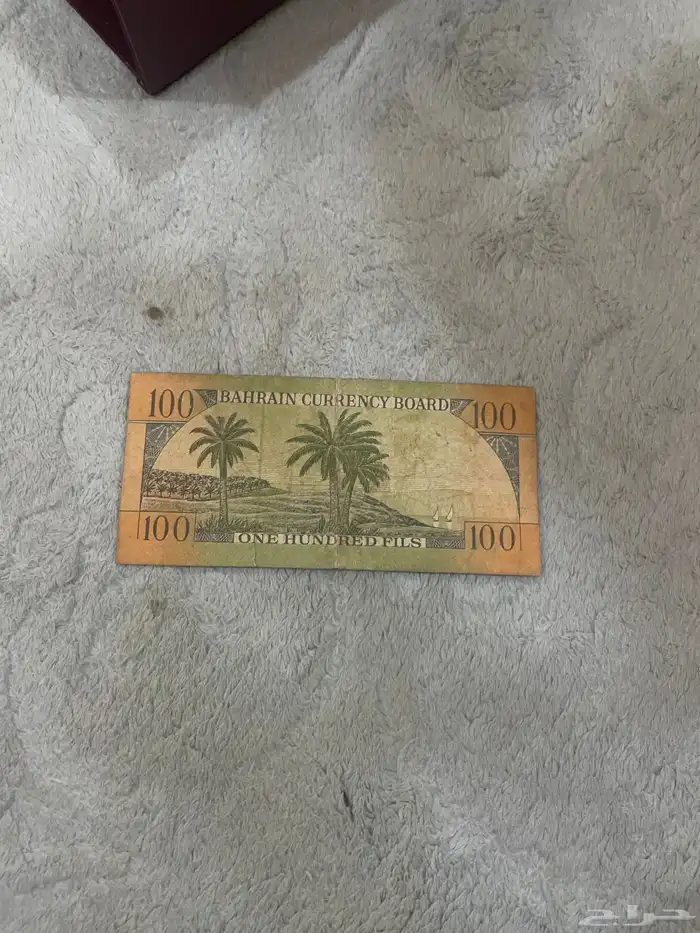 100 BAHRAIN CURRENCY BOARD 100
100 ONE HUNDRED FILS 100
حراج